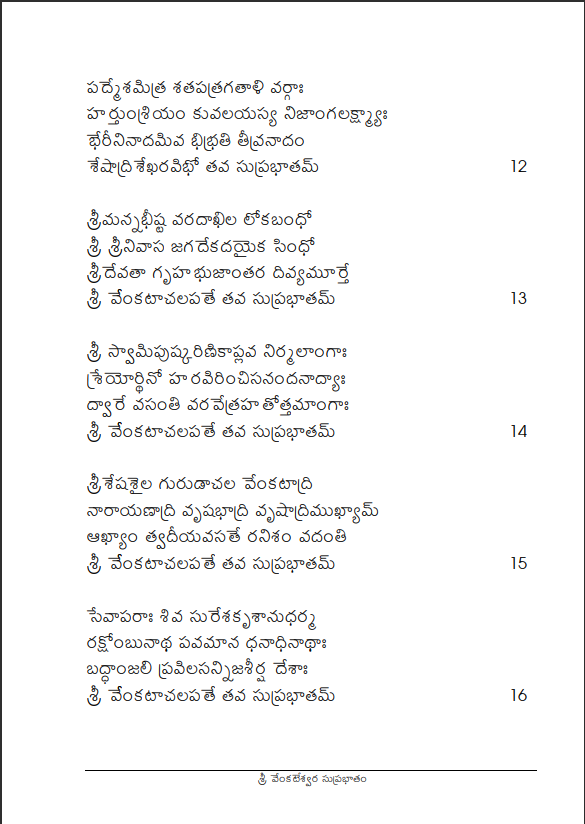 పద్మేశమిత్ర శతపత్రగతాళి వర్గాః
హర్తుంశ్రియం కువలయస్య నిజాంగలక్ష్మ్యాః
భేరీనినాదమివ భిభ్రతి తీవ్రనాదం
శేషాద్రిశేఖరవిభో తవ సుప్రభాతమ్ 12
శ్రీమన్నభీష్ట వరదాఖిల లోకబంధో
శ్రీ శ్రీనివాస జగదేకదయైక సింధో
శ్రీదేవతా గృహభుజాంతర దివ్యమూర్తే
శ్రీ వేంకటాచలపతే తవ సుప్రభాతమ్ 13
శ్రీ స్వామిపుష్కరిణికాప్లవ నిర్మలాంగాః
శ్రేయోర్థినో హరవిరించిసనందనాద్యాః
ద్వారే వసంతి వరవేత్రహతోత్తమాంగాః
శ్రీ వేంకటాచలపతే తవ సుప్రభాతమ్ 14
శ్రీశేషశైల గురుడాచల వేంకటాద్రి
నారాయణాద్రి వృషభాద్రి వృషాద్రిముఖ్యామ్
ఆఖ్యాం త్వదీయవసతే రనిశం వదంతి
శ్రీ వేంకటాచలపతే తవ సుప్రభాతమ్ 15
సేవాపరాః శివ సురేశకృశానుధర్మ
రక్షోంబునాథ పవమాన ధనాధినాథాః
బద్ధాంజలి ప్రవిలసన్నిజశీర్ష దేశాః
శ్రీ వేంకటాచలపతే తవ సుప్రభాతమ్ 16
శ్రీ వేంకటేశ్వర సుప్రభాతం